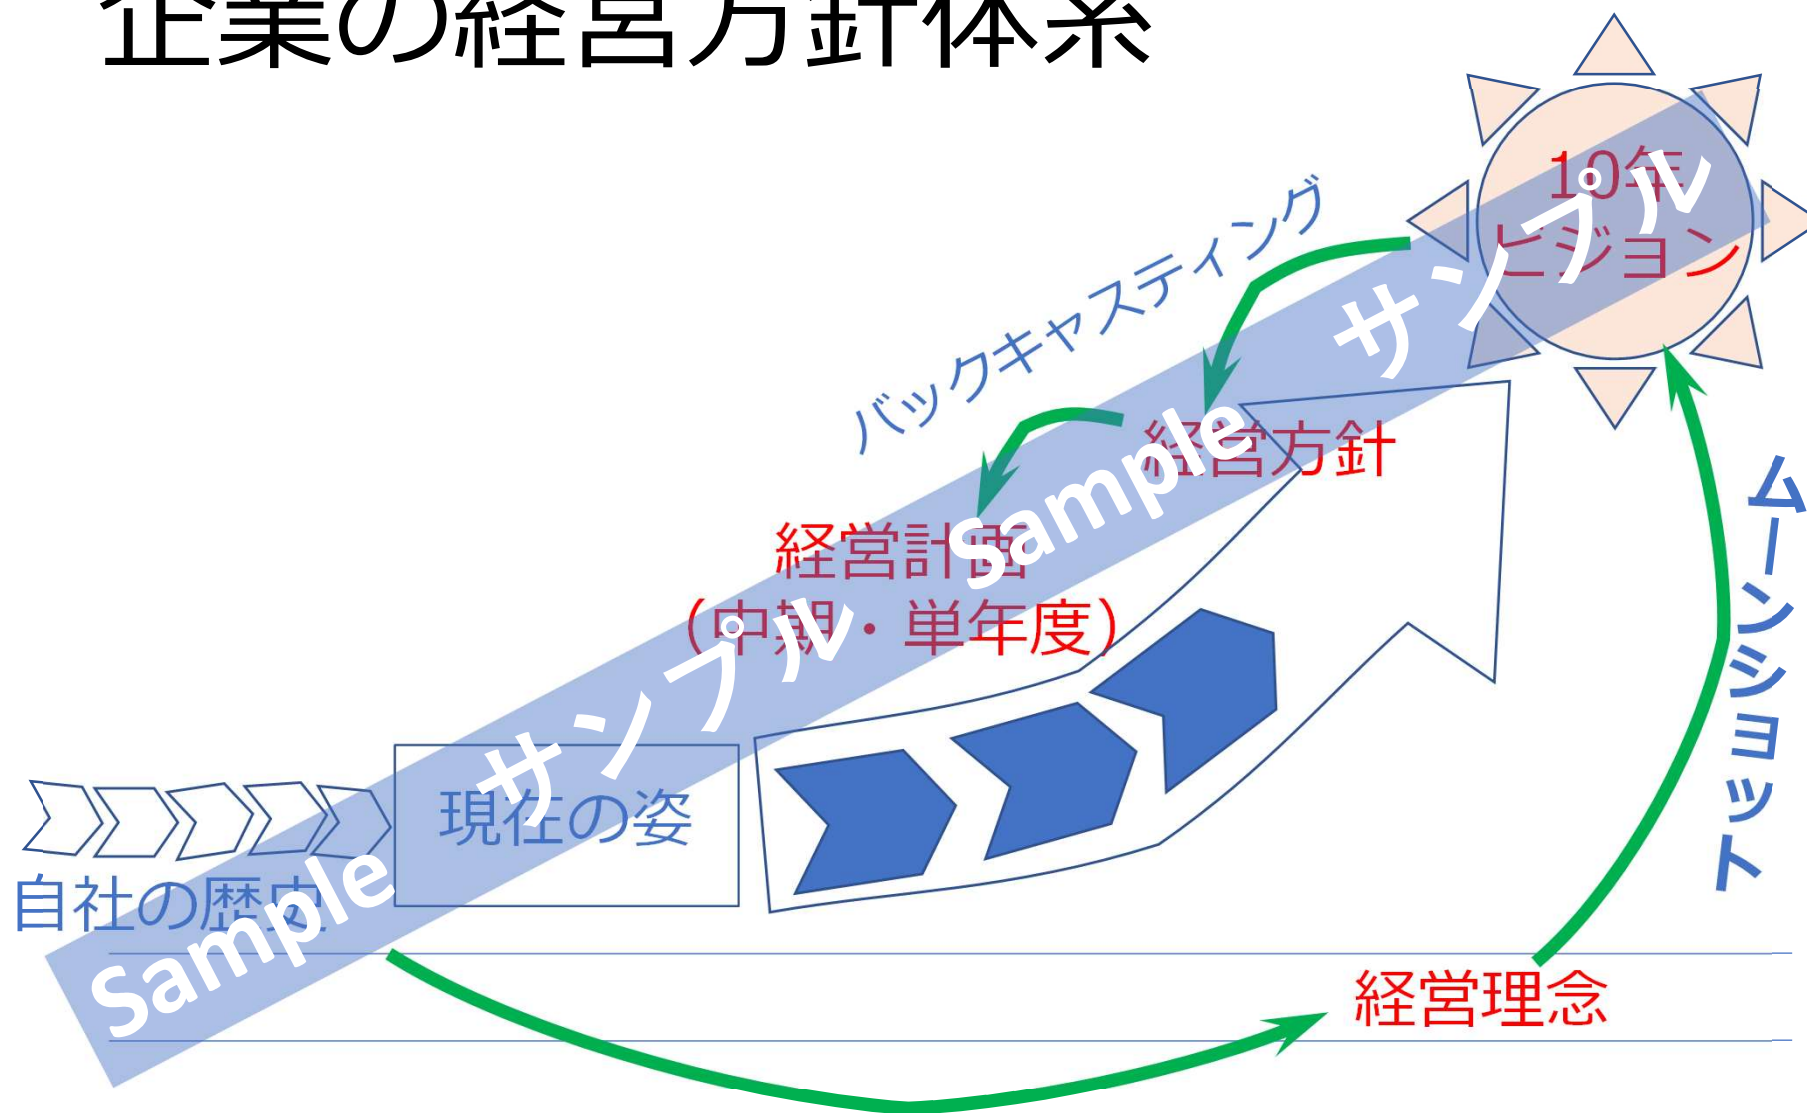 企業の経営方針体系
10年
ビジョン
バックキャスティング
経営方針
経営計画
（中期・単年度）
ムーンショット
現在の姿
自社の歴史
経営理念
Sample サンプル Sample サンプル